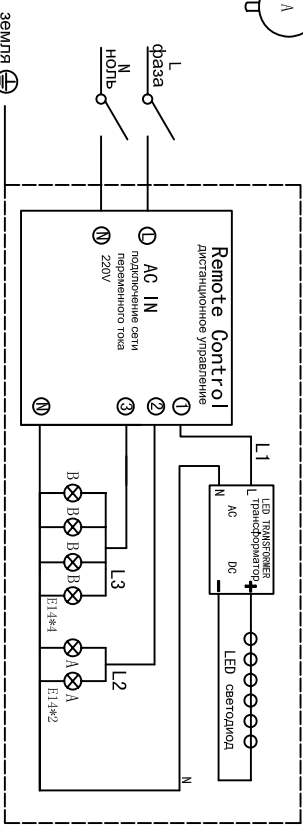 A
L
фаза
N
ноль
земля
Remote Control
дистанционное управление
L
N
AC IN
подключение сети
переменного тока
220V
1
2
3
N
L1
LED TRANSFORMER
трансформатор
L
N
AC
DC
+
-
LED светодиод
L3
B
B
B
B
E14*4
L2
A
A
E14*2
N